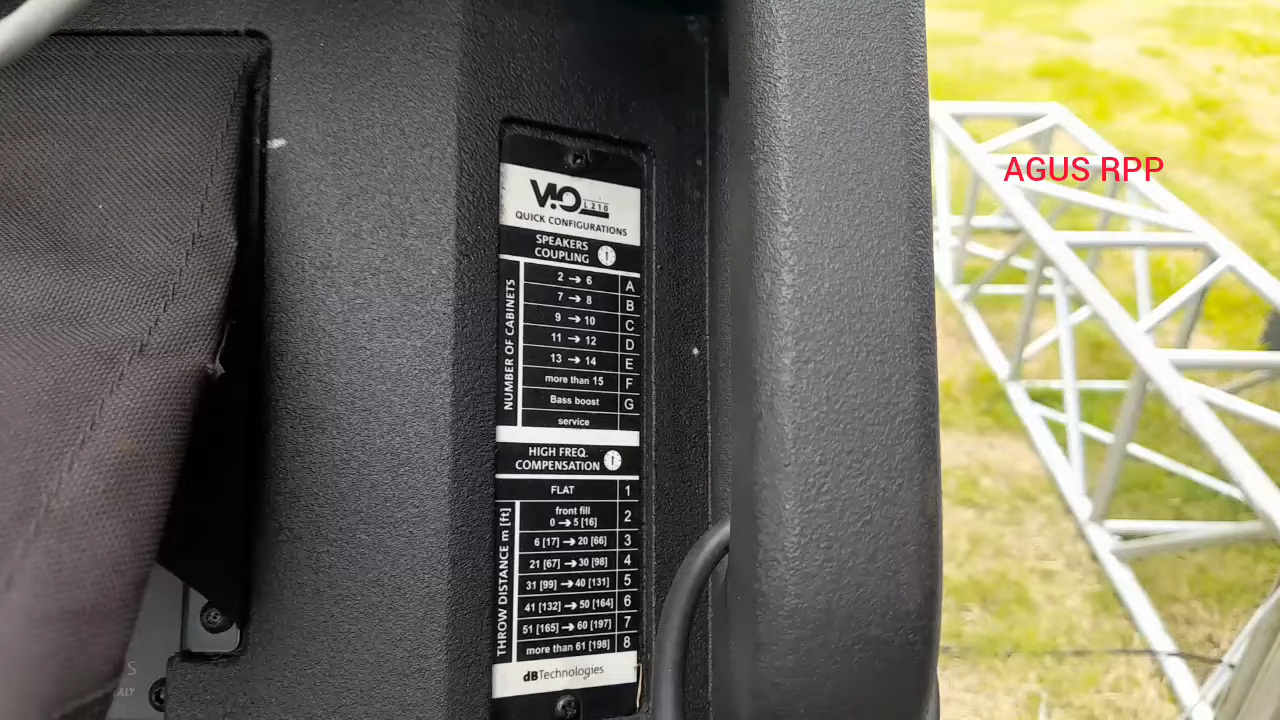 VIO L210
QUICK CONFIGURATIONS
SPEAKERS
COUPLING
NUMBER OF CABINETS
2 → 6 A
7 → 8 B
9 → 10 C
11 → 12 D
13 → 14 E
more than 15 F
Bass boost G
service
HIGH FREQ.
COMPENSATION
FLAT 1
THROW DISTANCE m [ft]
front fill
0 → 5 [16] 2
6 [17] → 20 [66] 3
21 [67] → 30 [98] 4
31 [99] → 40 [131] 5
41 [132] → 50 [164] 6
51 [165] → 60 [197] 7
more than 61 [198] 8
dBTechnologies
AGUS RPP